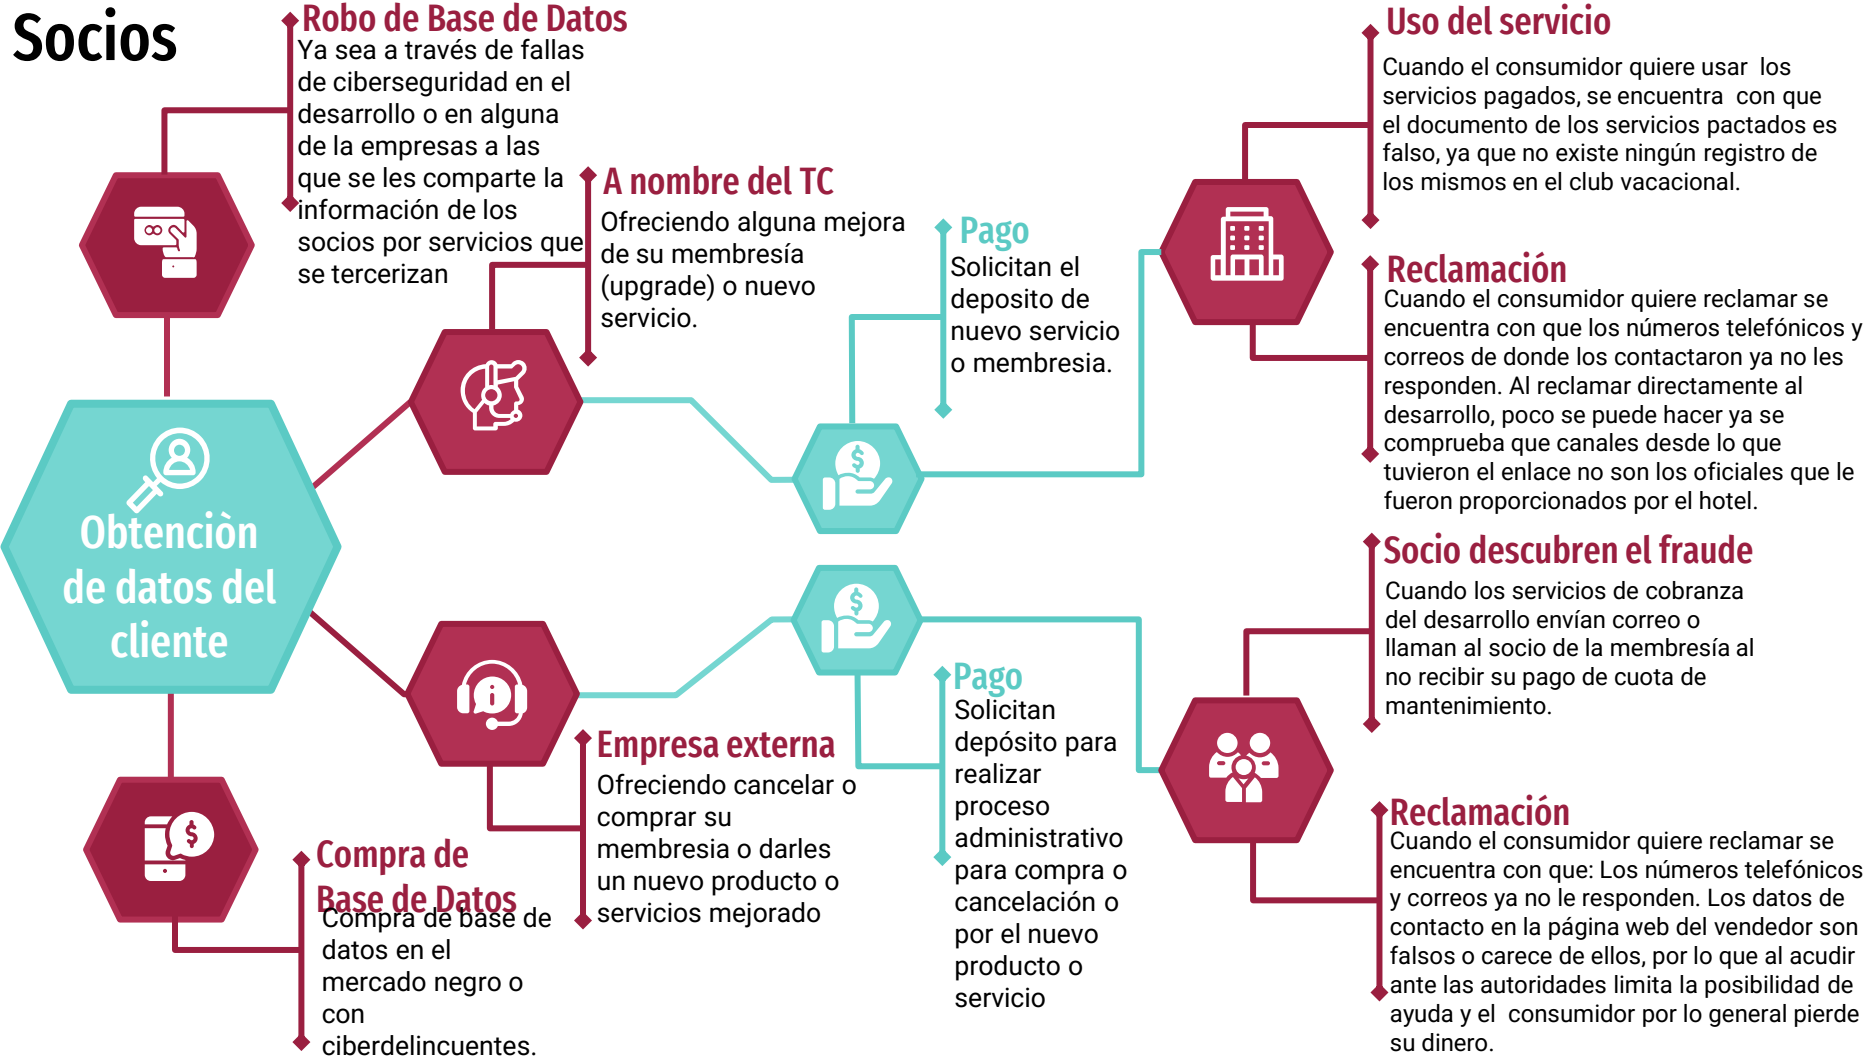 Socios
Robo de Base de Datos
Ya sea a través de fallas
de ciberseguridad en el
desarrollo o en alguna
de la empresas a las
que se les comparte la
información de los
socios por servicios que
se tercerizan
A nombre del TC
Ofreciendo alguna mejora
de su membresía
(upgrade) o nuevo
servicio.
Pago
Solicitan el
deposito de
nuevo servicio
o membresia.
Uso del servicio
Cuando el consumidor quiere usar los
servicios pagados, se encuentra con que
el documento de los servicios pactados es
falso, ya que no existe ningún registro de
los mismos en el club vacacional.
Reclamación
Cuando el consumidor quiere reclamar se
encuentra con que los números telefónicos y
correos de donde los contactaron ya no les
responden. Al reclamar directamente al
desarrollo, poco se puede hacer ya se
comprueba que canales desde lo que
tuvieron el enlace no son los oficiales que le
fueron proporcionados por el hotel.
Obtenciòn
de datos del
cliente
Compra de
Base de Datos
Compra de base de
datos en el
mercado negro o
con
ciberdelincuentes.
Empresa externa
Ofreciendo cancelar o
comprar su
membresia o darles
un nuevo producto o
servicios mejorado
Pago
Solicitan
depósito para
realizar
proceso
administrativo
para compra o
cancelación o
por el nuevo
producto o
servicio
Socio descubren el fraude
Cuando los servicios de cobranza
del desarrollo envían correo o
llaman al socio de la membresía al
no recibir su pago de cuota de
mantenimiento.
Reclamación
Cuando el consumidor quiere reclamar se
encuentra con que: Los números telefónicos
y correos ya no le responden. Los datos de
contacto en la página web del vendedor son
falsos o carece de ellos, por lo que al acudir
ante las autoridades limita la posibilidad de
ayuda y el consumidor por lo general pierde
su dinero.